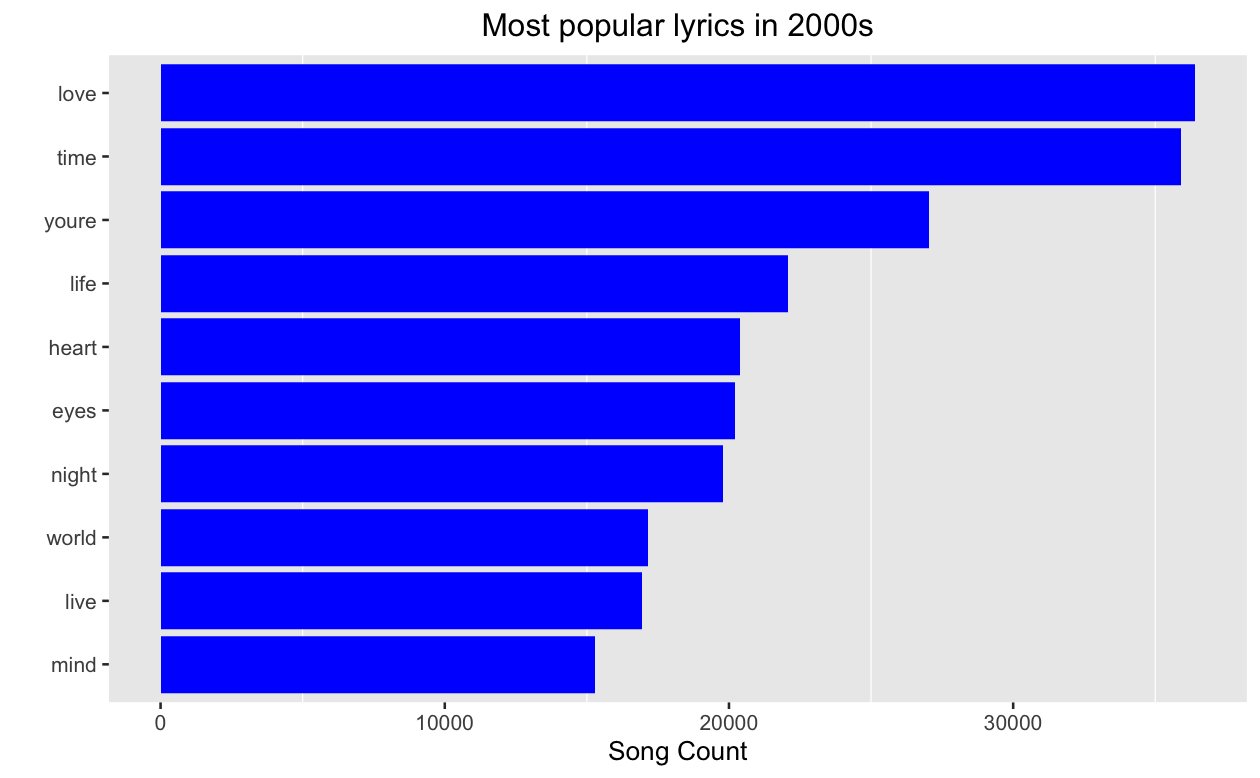 Most popular lyrics in 2000s
love
time
youre
life
heart
eyes
night
world
live
mind
0 10000 20000 30000
Song Count